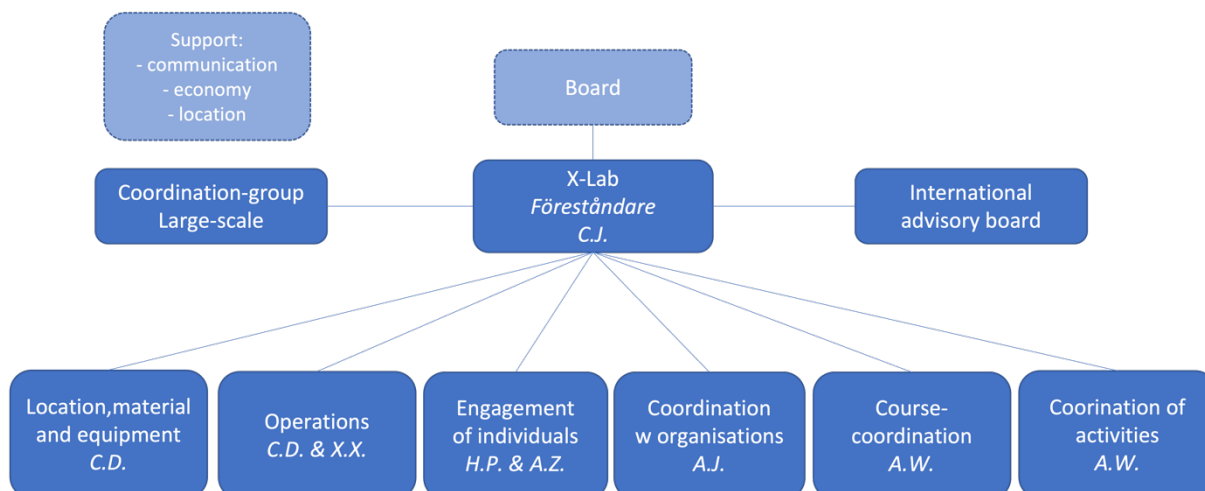 Support:
- communication
- economy
- location
Board
Coordination-group
Large-scale
X-Lab
Föreståndare
C.J.
International
advisory board
Location,material
and equipment
C.D.
Operations
C.D. & X.X.
Engagement
of individuals
H.P. & A.Z.
Coordination
w organisations
A.J.
Course-
coordination
A.W.
Coorination of
activities
A.W.